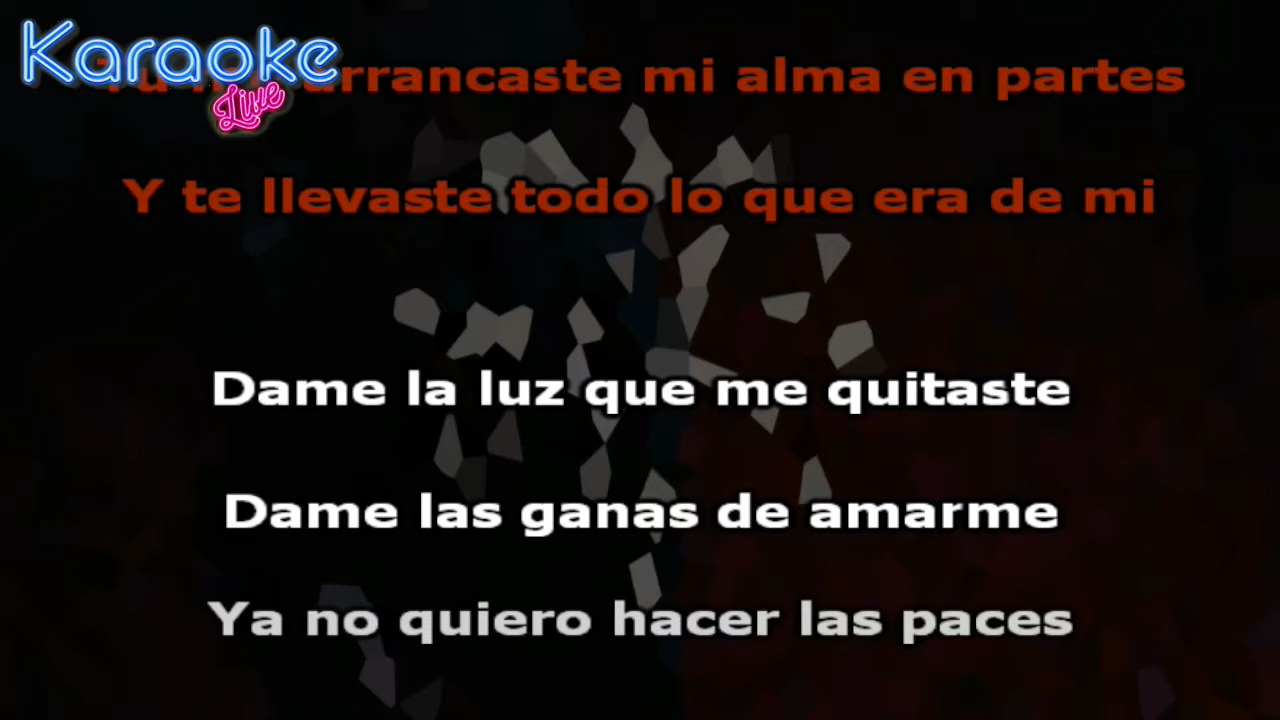 Karaoke
Live
arrancaste mi alma en partes
Y te llevaste todo lo que era de mi
Dame la luz que me quitaste
Dame las ganas de amarme
Ya no quiero hacer las paces